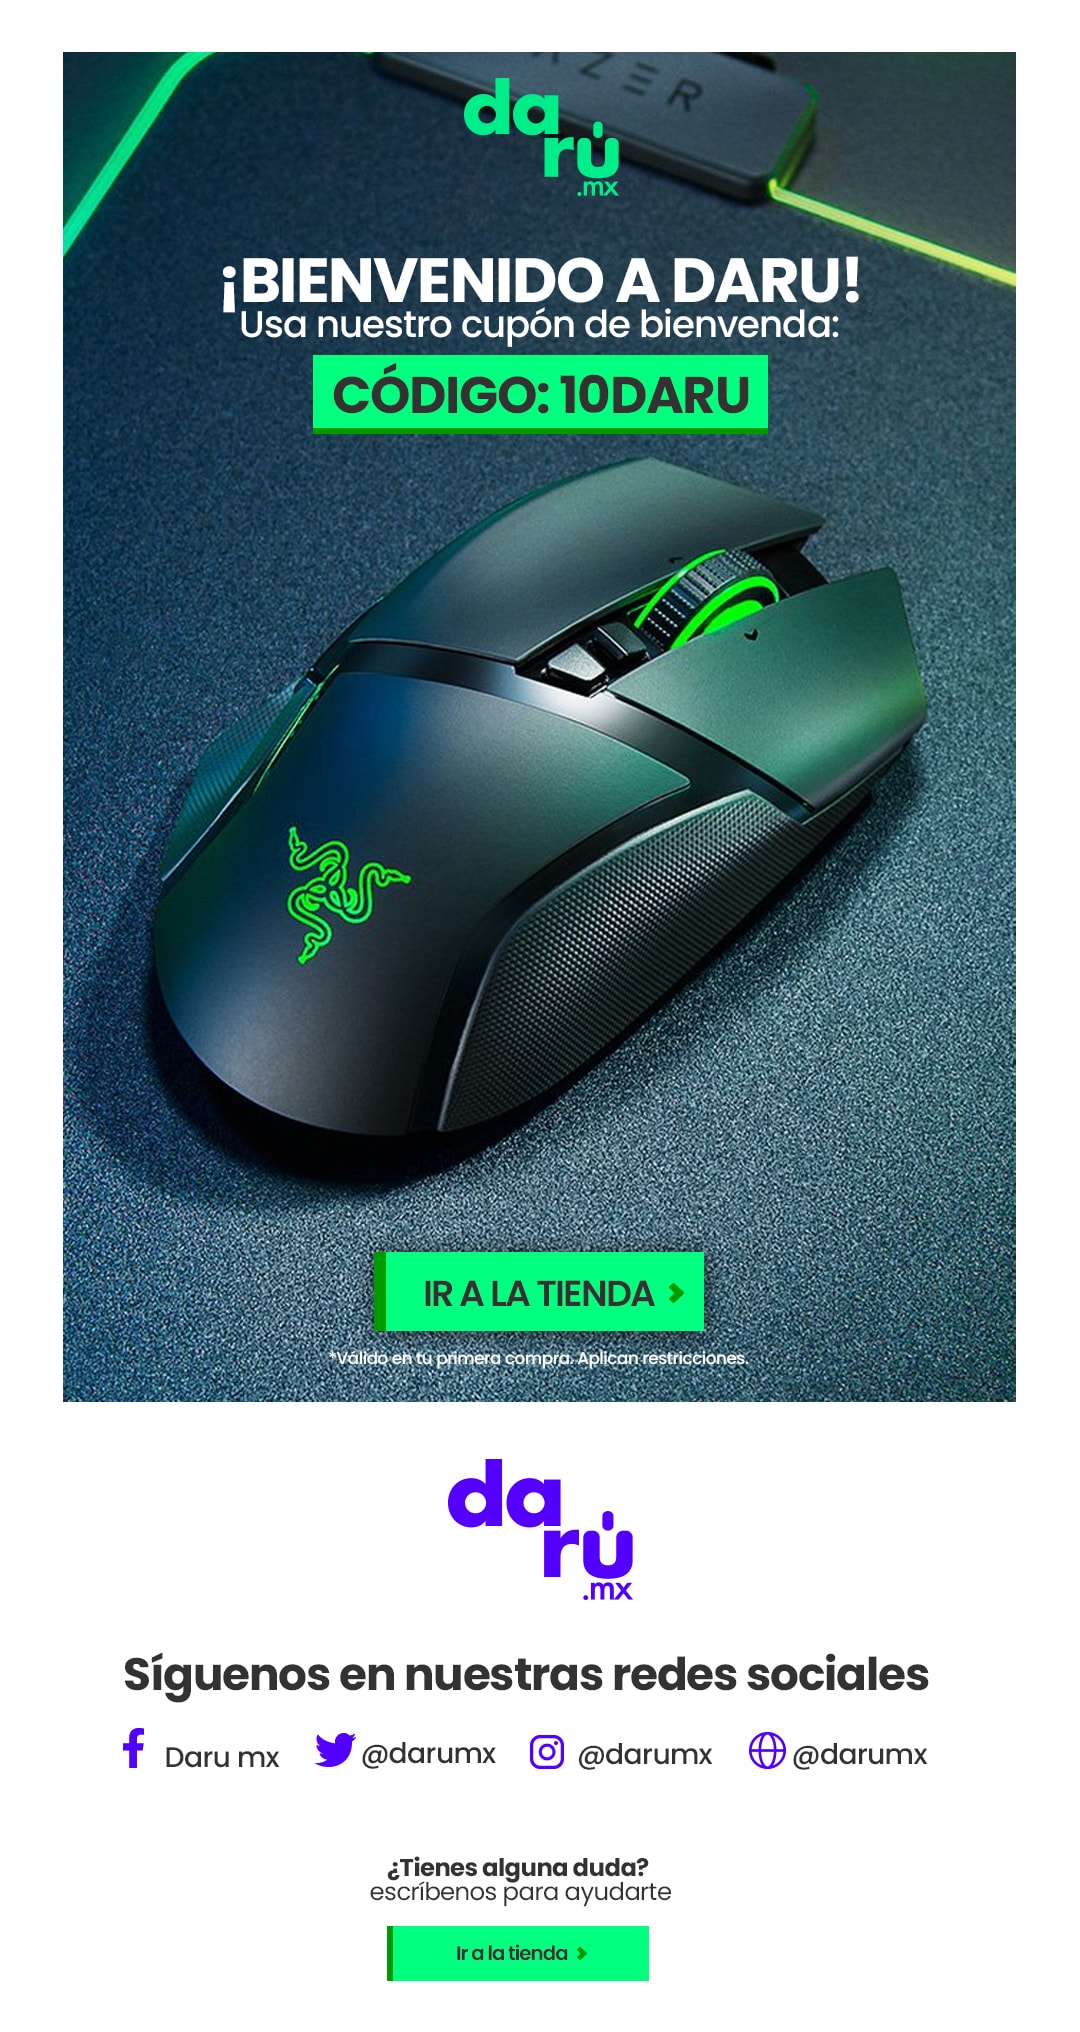 da
rú
.mx
ZER
¡BIENVENIDO A DARU!
Usa nuestro cupón de bienvenda:
CÓDIGO: 10DARU
IR A LA TIENDA
*Válido en tu primera compra. Aplican restricciones.
da
rú
.mx
Síguenos en nuestras redes sociales
Daru mx @darumx @darumx @darumx
¿Tienes alguna duda?
escríbenos para ayudarte
Ir a la tienda